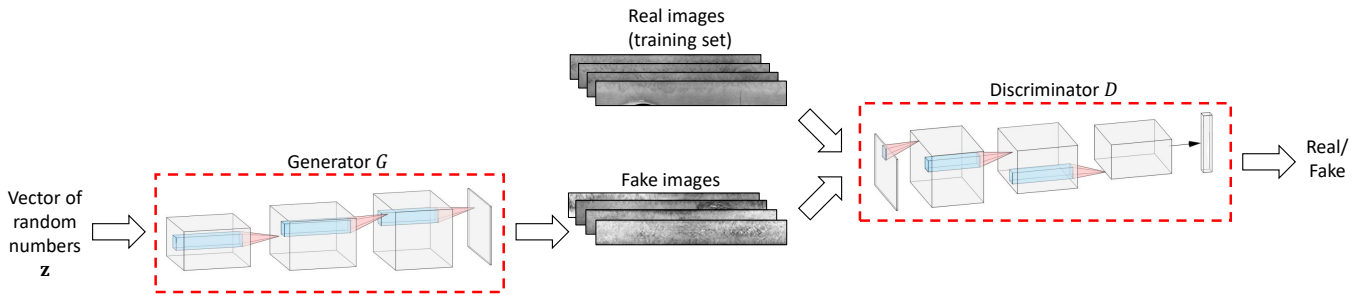 Real images
(training set)
Discriminator D
Generator G
Fake images
Vector of
random
numbers
z
Real/
Fake